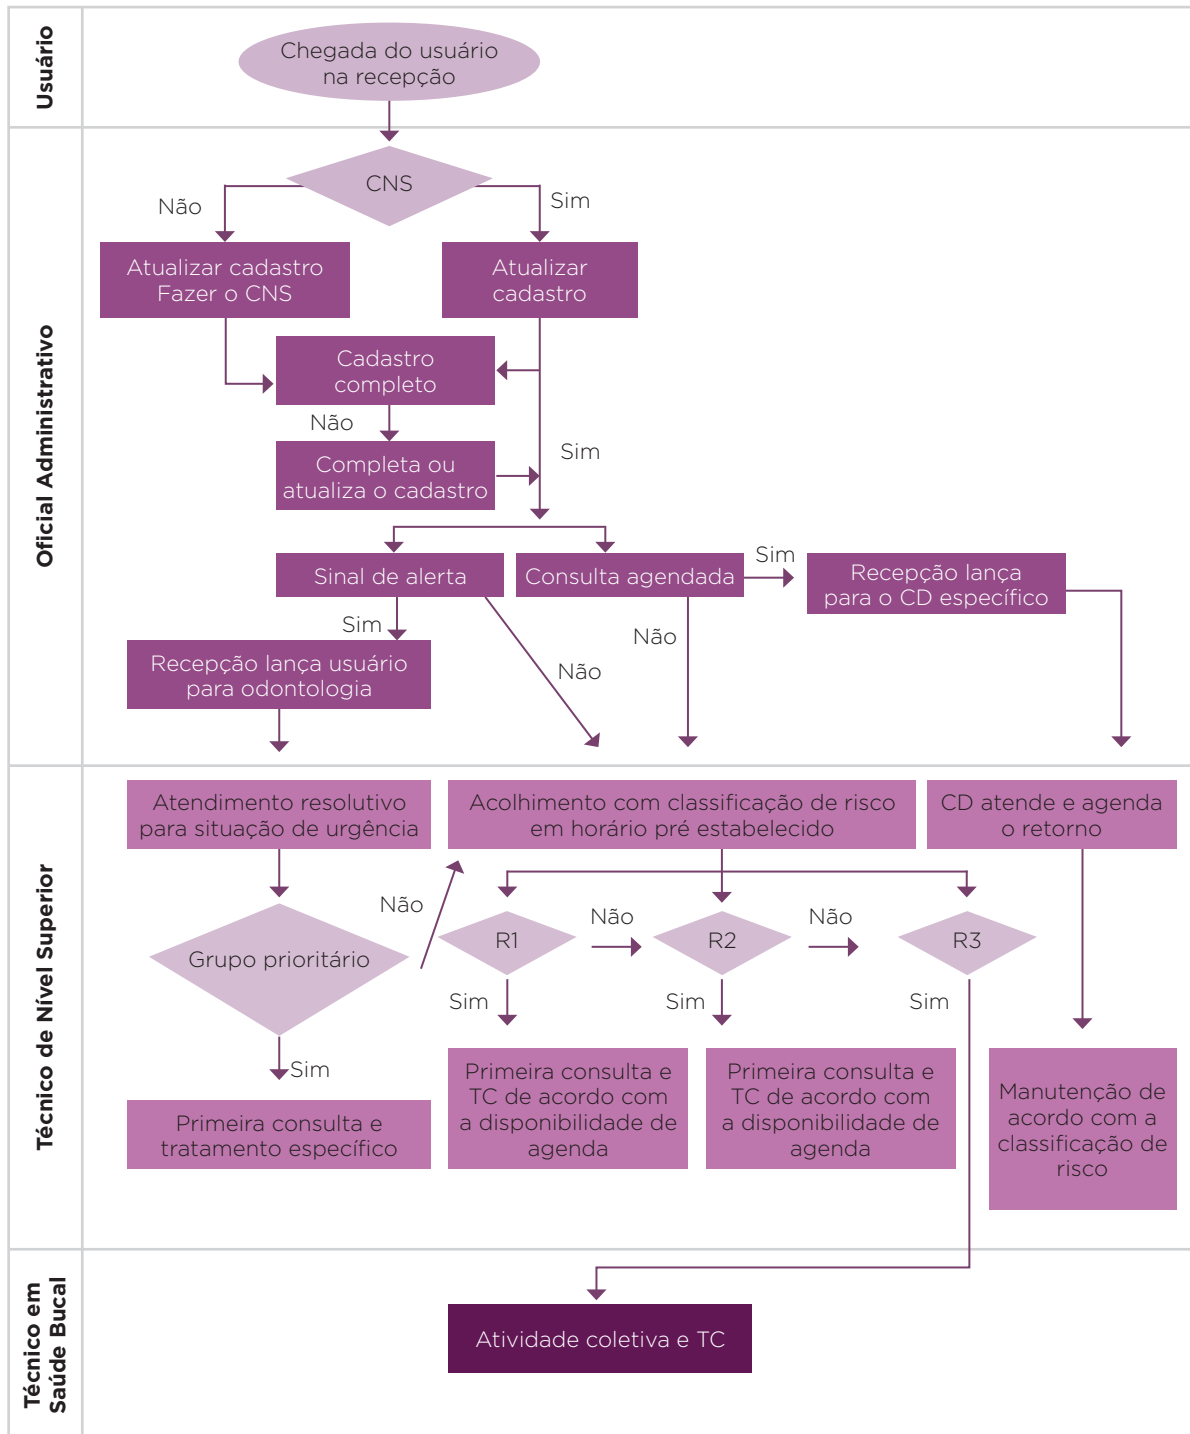 Usuário
Chegada do usuário
na recepção
Oficial Administrativo
CNS
Não
Sim
Atualizar cadastro
Fazer o CNS
Atualizar
cadastro
Cadastro
completo
Não
Sim
Completa ou
atualiza o cadastro
Sinal de alerta
Consulta agendada
Sim
Recepção lança
para o CD específico
Sim
Não
Não
Recepção lança usuário
para odontologia
Técnico de Nível Superior
Atendimento resolutivo
para situação de urgência
Acolhimento com classificação de risco
em horário pré estabelecido
CD atende e agenda
o retorno
Grupo prioritário
Não
R1
Não
R2
Não
R3
Sim
Sim
Sim
Sim
Primeira consulta e
tratamento específico
Primeira consulta e
TC de acordo com
a disponibilidade de
agenda
Primeira consulta e
TC de acordo com
a disponibilidade de
agenda
Manutenção de
acordo com a
classificação de
risco
Técnico em
Saúde Bucal
Atividade coletiva e TC